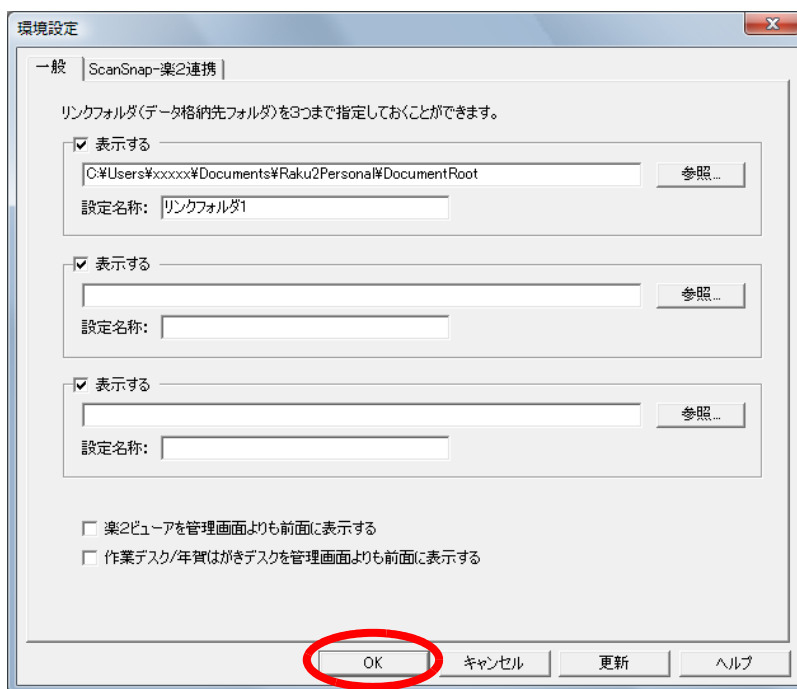 環境設定
一般 ScanSnap-楽2連携
リンクフォルダ(データ格納先フォルダ)を3つまで指定しておくことができます。
表示する
C:¥Users¥xxxxx¥Documents¥Raku2Personal¥DocumentRoot 参照...
設定名称: リンクフォルダ1
表示する
参照...
設定名称:
表示する
参照...
設定名称:
楽2ビューアを管理画面よりも前面に表示する
作業デスク/年賀はがきデスクを管理画面よりも前面に表示する
OK キャンセル 更新 ヘルプ